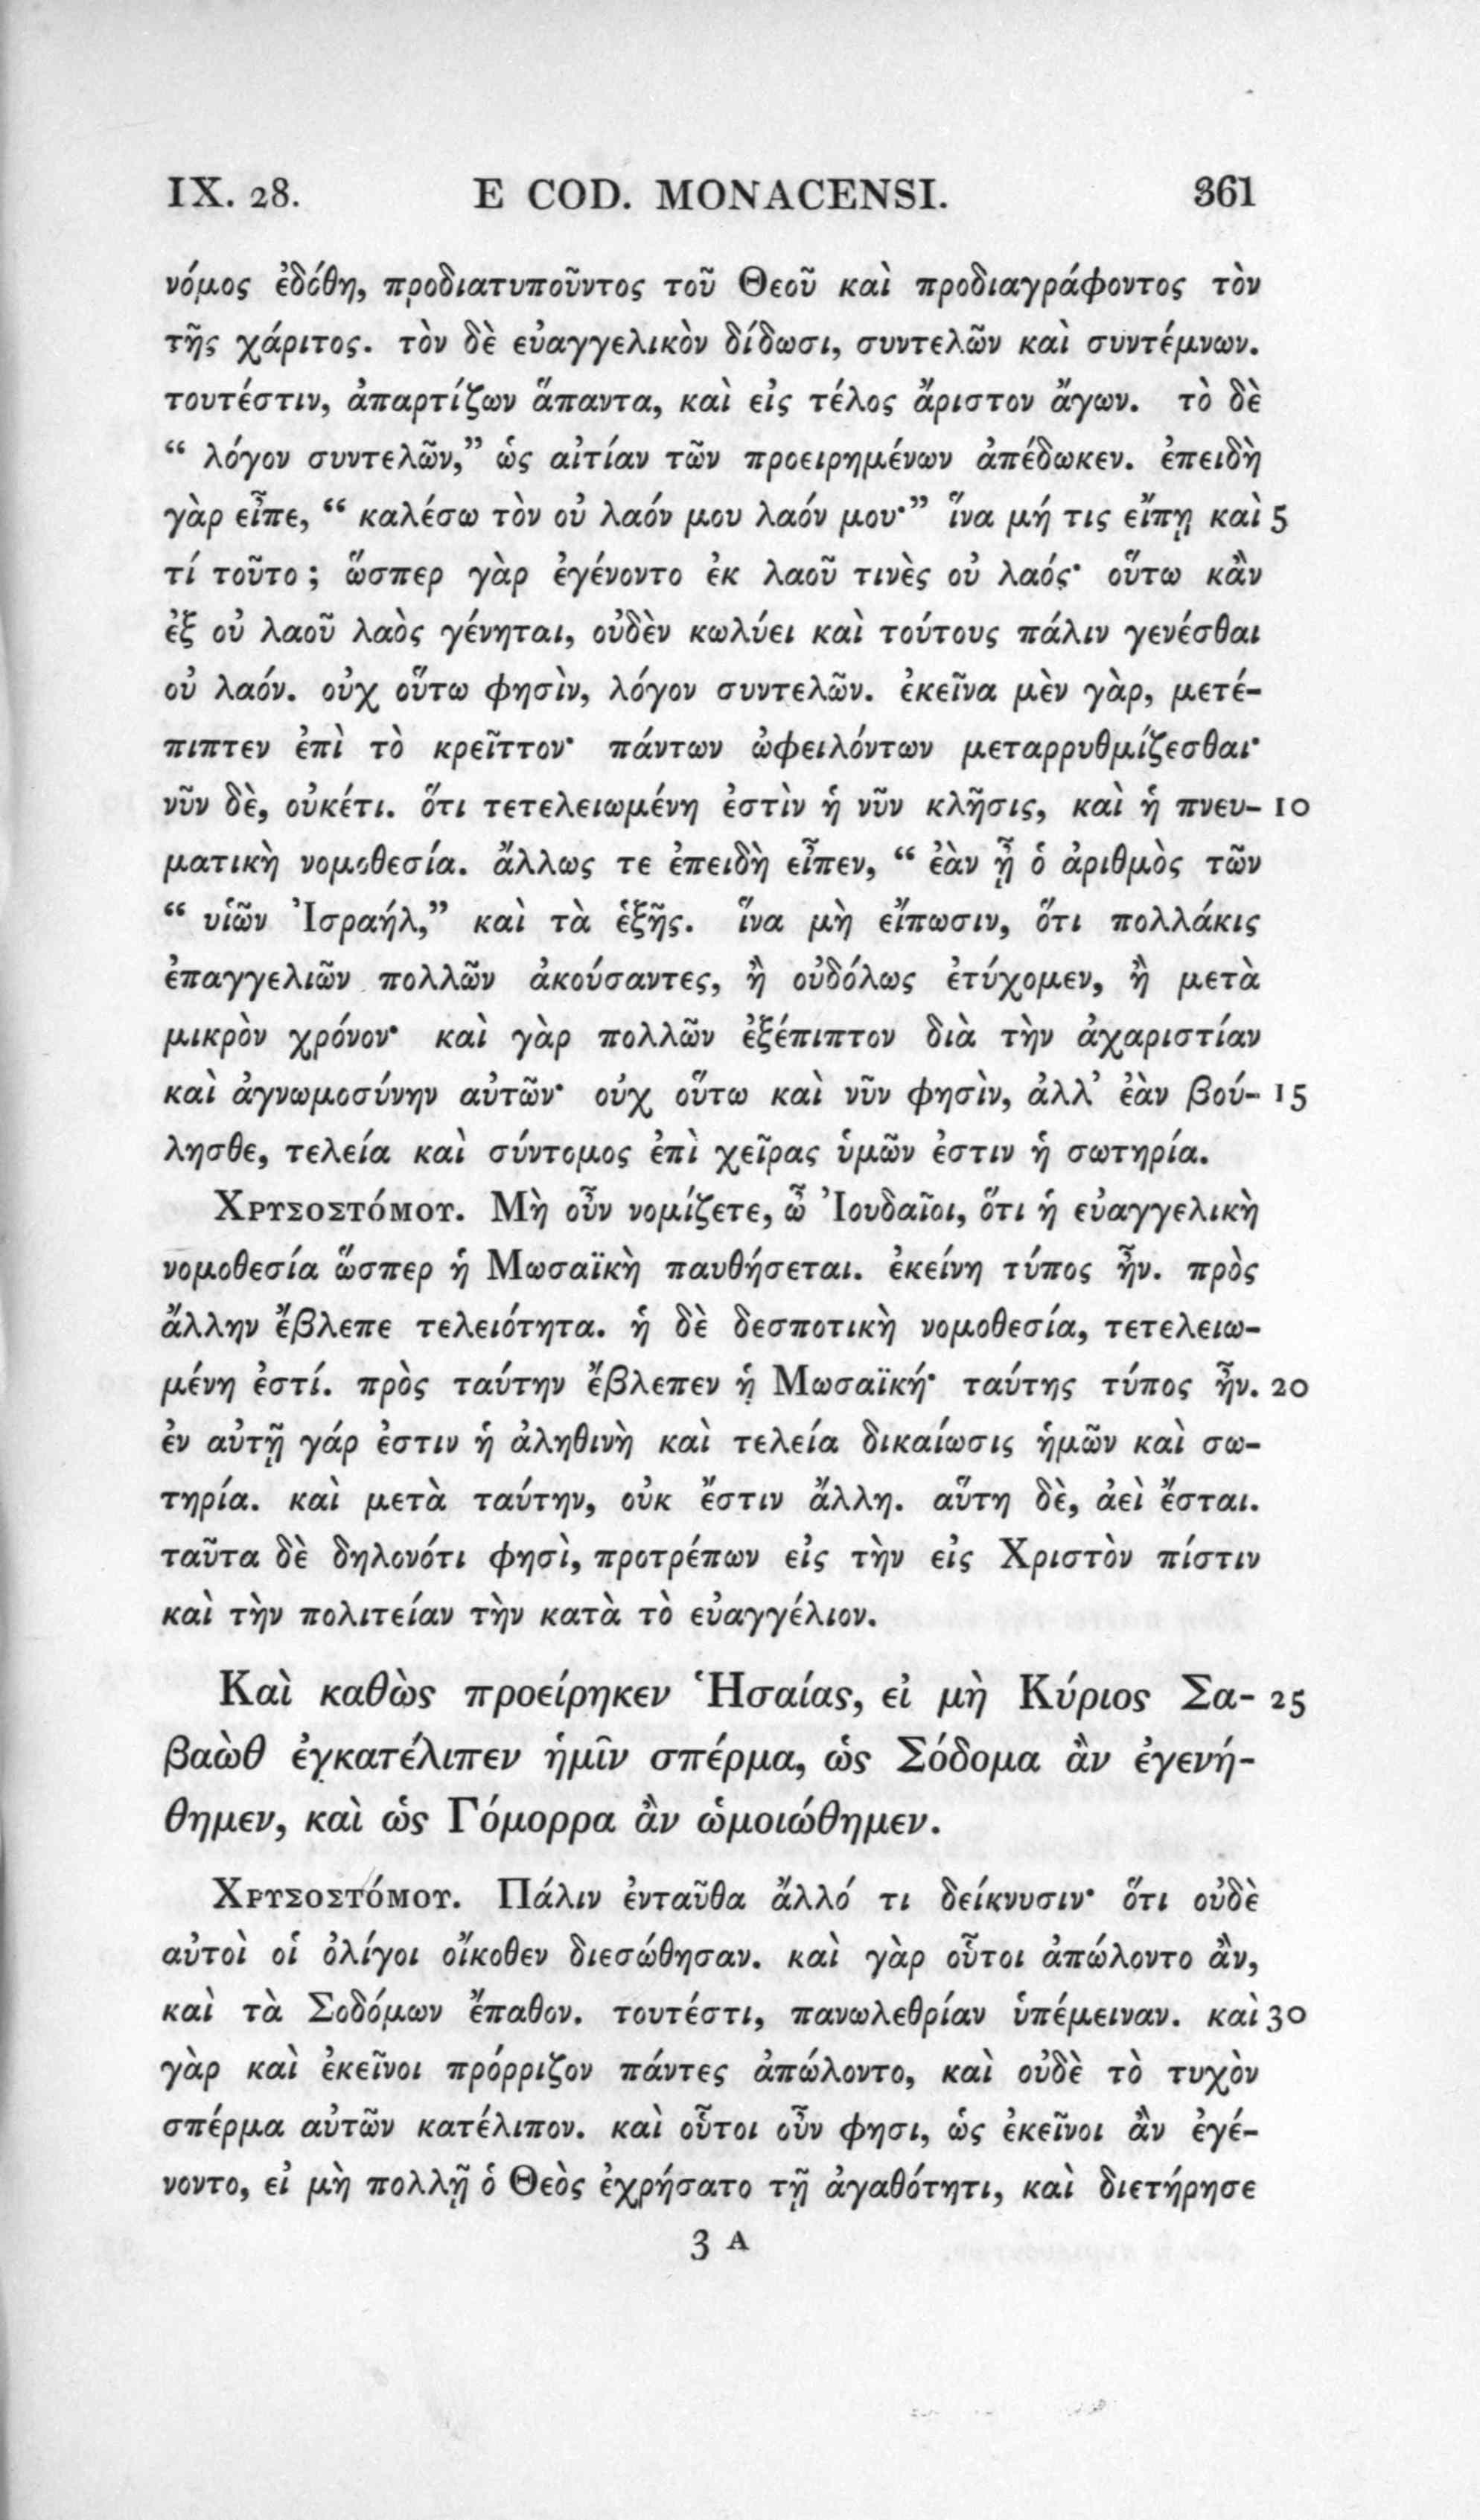 IX. 28. E COD. MONACENSI. 361
νόμος ἐδόθη, προδιατυποῦντος τοῦ Θεοῦ καὶ προδιαγράφοντος τὸν
τῆς χάριτος. τὸν δὲ εὐαγγελικὸν δίδωσι, συντελῶν καὶ συντέμνων.
τουτέστιν, ἀπαρτίζων ἅπαντα, καὶ εἰς τέλος ἄριστον ἄγων. τὸ δὲ
“ λόγον συντελῶν,” ὡς αἰτίαν τῶν προειρημένων ἀπέδωκεν. ἐπειδὴ
γὰρ εἶπε, “ καλέσω τὸν οὐ λαόν μου λαόν μου·” ἵνα μή τις εἴπῃ καὶ 5
τί τοῦτο ; ὥσπερ γὰρ ἐγένοντο ἐκ λαοῦ τινὲς οὐ λαός· οὕτω κἂν
ἐξ οὐ λαοῦ λαὸς γένηται, οὐδὲν κωλύει καὶ τούτους πάλιν γενέσθαι
οὐ λαόν. οὐχ οὕτω φησὶν, λόγον συντελῶν. ἐκεῖνα μὲν γὰρ, μετέ-
πιπτεν ἐπὶ τὸ κρεῖττον· πάντων ὠφειλόντων μεταρρυθμίζεσθαι·
νῦν δὲ, οὐκέτι. ὅτι τετελειωμένη ἐστὶν ἡ νῦν κλῆσις, καὶ ἡ πνευ- 10
ματικὴ νομοθεσία. ἄλλως τε ἐπειδὴ εἶπεν, “ ἐὰν ᾖ ὁ ἀριθμὸς τῶν
“ υἱῶν Ἰσραήλ,” καὶ τὰ ἑξῆς. ἵνα μὴ εἴπωσιν, ὅτι πολλάκις
ἐπαγγελιῶν πολλῶν ἀκούσαντες, ἢ οὐδόλως ἐτύχομεν, ἢ μετὰ
μικρὸν χρόνον· καὶ γὰρ πολλῶν ἐξέπιπτον διὰ τὴν ἀχαριστίαν
καὶ ἀγνωμοσύνην αὐτῶν· οὐχ οὕτω καὶ νῦν φησὶν, ἀλλ’ ἐὰν βού- 15
λησθε, τελεία καὶ σύντομος ἐπὶ χεῖρας ὑμῶν ἐστιν ἡ σωτηρία.
Χρυσοστόμου. Μὴ οὖν νομίζετε, ὦ Ἰουδαῖοι, ὅτι ἡ εὐαγγελικὴ
νομοθεσία ὥσπερ ἡ Μωσαϊκὴ παυθήσεται. ἐκείνη τύπος ἦν. πρὸς
ἄλλην ἔβλεπε τελειότητα. ἡ δὲ δεσποτικὴ νομοθεσία, τετελειω-
μένη ἐστί. πρὸς ταύτην ἔβλεπεν ἡ Μωσαϊκή· ταύτης τύπος ἦν. 20
ἐν αὐτῇ γάρ ἐστιν ἡ ἀληθινὴ καὶ τελεία δικαίωσις ἡμῶν καὶ σω-
τηρία. καὶ μετὰ ταύτην, οὐκ ἔστιν ἄλλη. αὕτη δὲ, ἀεὶ ἔσται.
ταῦτα δὲ δηλονότι φησὶ, προτρέπων εἰς τὴν εἰς Χριστὸν πίστιν
καὶ τὴν πολιτείαν τὴν κατὰ τὸ εὐαγγέλιον.
Καὶ καθὼς προείρηκεν Ἡσαίας, εἰ μὴ Κύριος Σα- 25
βαὼθ ἐγκατέλιπεν ἡμῖν σπέρμα, ὡς Σόδομα ἂν ἐγενή-
θημεν, καὶ ὡς Γόμορρα ἂν ὡμοιώθημεν.
Χρυσοστόμου. Πάλιν ἐνταῦθα ἄλλό τι δείκνυσιν· ὅτι οὐδὲ
αὐτοὶ οἱ ὀλίγοι οἴκοθεν διεσώθησαν. καὶ γὰρ οὗτοι ἀπώλοντο ἂν,
καὶ τὰ Σοδόμων ἔπαθον. τουτέστι, πανωλεθρίαν ὑπέμειναν. καὶ 30
γὰρ καὶ ἐκεῖνοι πρόρριζον πάντες ἀπώλοντο, καὶ οὐδὲ τὸ τυχὸν
σπέρμα αὐτῶν κατέλιπον. καὶ οὗτοι οὖν φησι, ὡς ἐκεῖνοι ἂν ἐγέ-
νοντο, εἰ μὴ πολλῇ ὁ Θεὸς ἐχρήσατο τῇ ἀγαθότητι, καὶ διετήρησε
3 A